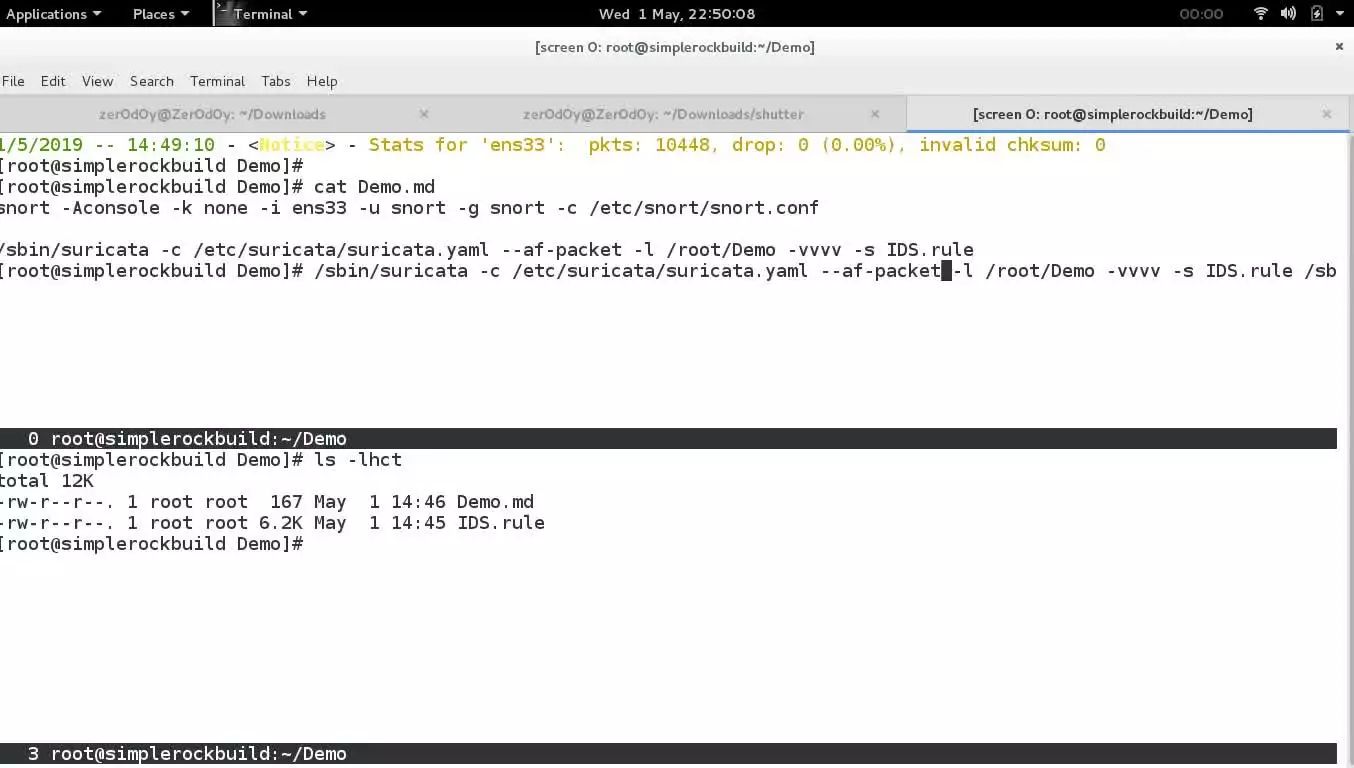 Applications Places Terminal Wed 1 May, 22:50:08 00:00
[screen 0: root@simplerockbuild:~/Demo]
File Edit View Search Terminal Tabs Help
zer0d0y@Zer0d0y: ~/Downloads zer0d0y@Zer0d0y: ~/Downloads/shutter [screen 0: root@simplerockbuild:~/Demo]
1/5/2019 -- 14:49:10 - <Notice> - Stats for 'ens33':  pkts: 10448, drop: 0 (0.00%), invalid chksum: 0
[root@simplerockbuild Demo]#
[root@simplerockbuild Demo]# cat Demo.md
snort -Aconsole -k none -i ens33 -u snort -g snort -c /etc/snort/snort.conf
/sbin/suricata -c /etc/suricata/suricata.yaml --af-packet -l /root/Demo -vvvv -s IDS.rule
[root@simplerockbuild Demo]# /sbin/suricata -c /etc/suricata/suricata.yaml --af-packet -l /root/Demo -vvvv -s IDS.rule /sb
0 root@simplerockbuild:~/Demo
[root@simplerockbuild Demo]# ls -lhct
total 12K
-rw-r--r--. 1 root root  167 May  1 14:46 Demo.md
-rw-r--r--. 1 root root 6.2K May  1 14:45 IDS.rule
[root@simplerockbuild Demo]#
3 root@simplerockbuild:~/Demo